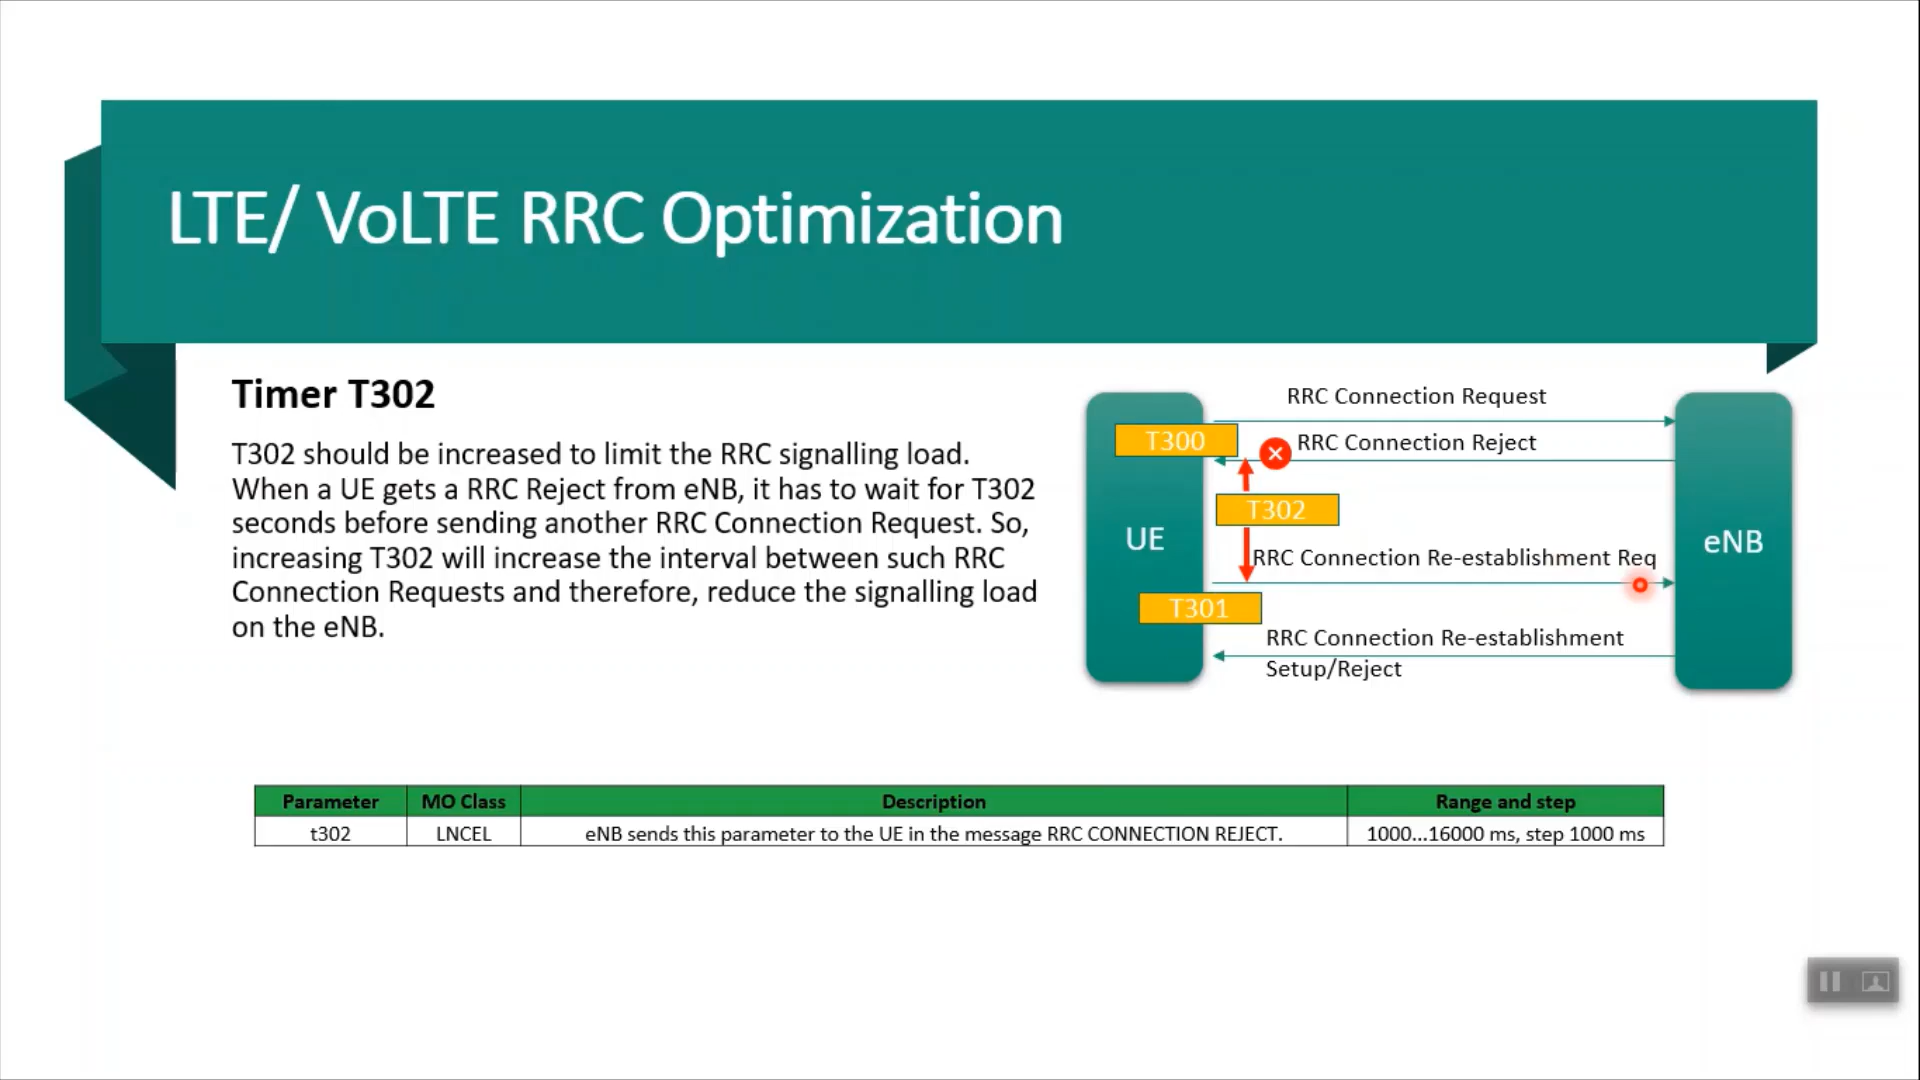 LTE/ VoLTE RRC Optimization
Timer T302
T302 should be increased to limit the RRC signalling load.
When a UE gets a RRC Reject from eNB, it has to wait for T302
seconds before sending another RRC Connection Request. So,
increasing T302 will increase the interval between such RRC
Connection Requests and therefore, reduce the signalling load
on the eNB.
RRC Connection Request
T300
RRC Connection Reject
T302
UE
eNB
RRC Connection Re-establishment Req
T301
RRC Connection Re-establishment
Setup/Reject
Parameter MO Class Description Range and step
t302 LNCEL eNB sends this parameter to the UE in the message RRC CONNECTION REJECT. 1000...16000 ms, step 1000 ms